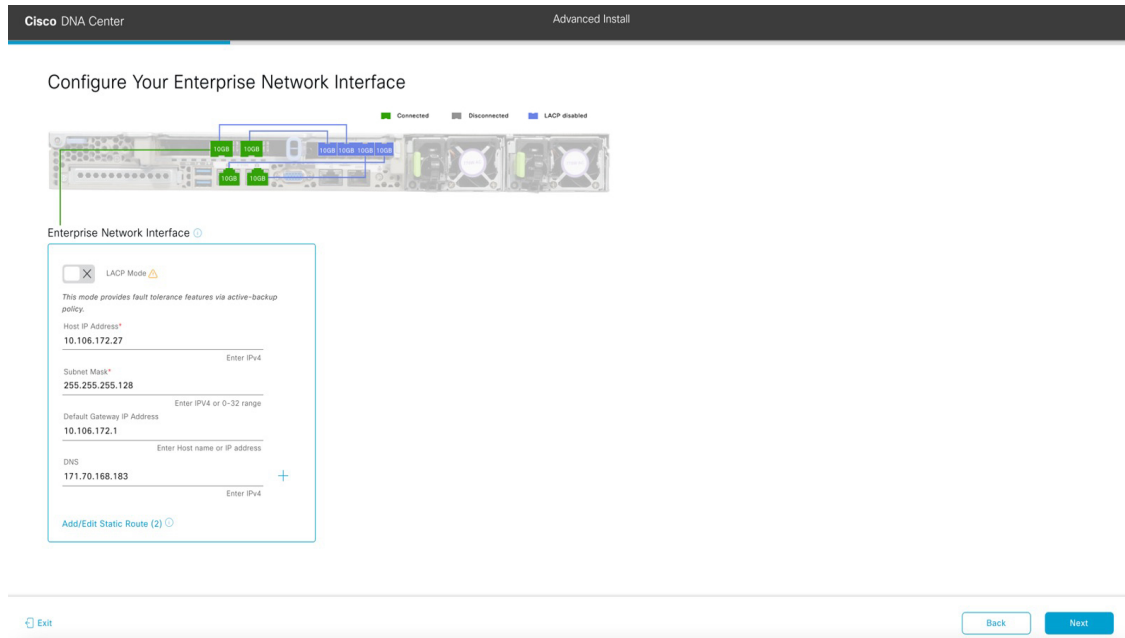 Cisco DNA Center
Advanced Install
Configure Your Enterprise Network Interface
Connected
Disconnected
LACP disabled
10GB 10GB
10GB 10GB 10GB 10GB
10GB 10GB
Enterprise Network Interface
LACP Mode
This mode provides fault tolerance features via active-backup
policy.
Host IP Address*
10.106.172.27
Enter IPv4
Subnet Mask*
255.255.255.128
Enter IPV4 or 0-32 range
Default Gateway IP Address
10.106.172.1
Enter Host name or IP address
DNS
171.70.168.183
Enter IPv4
Add/Edit Static Route (2)
Exit
Back
Next